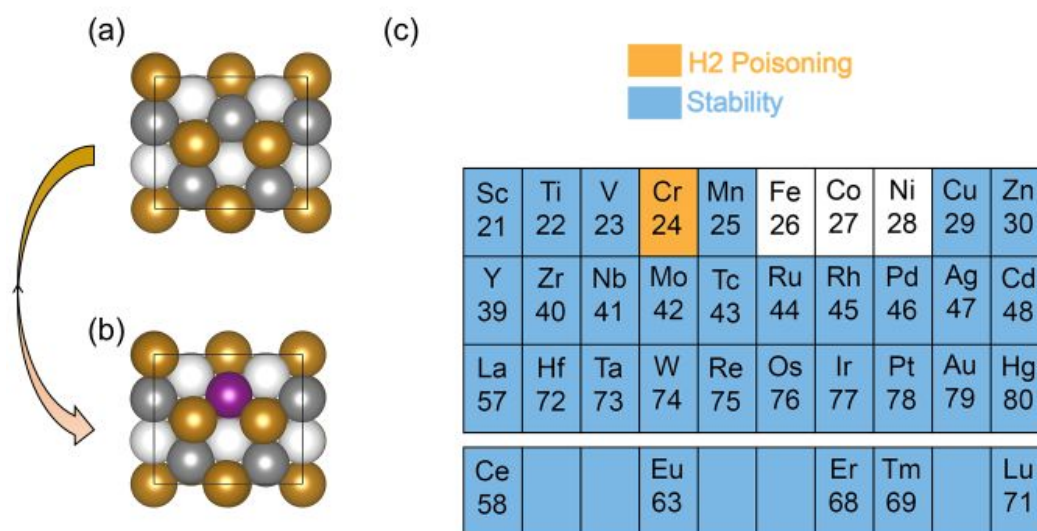 (a)
(b)
(c)
H2 Poisoning
Stability
Sc Ti V Cr Mn Fe Co Ni Cu Zn
21 22 23 24 25 26 27 28 29 30
Y Zr Nb Mo Tc Ru Rh Pd Ag Cd
39 40 41 42 43 44 45 46 47 48
La Hf Ta W Re Os Ir Pt Au Hg
57 72 73 74 75 76 77 78 79 80
Ce Eu Er Tm Lu
58 63 68 69 71